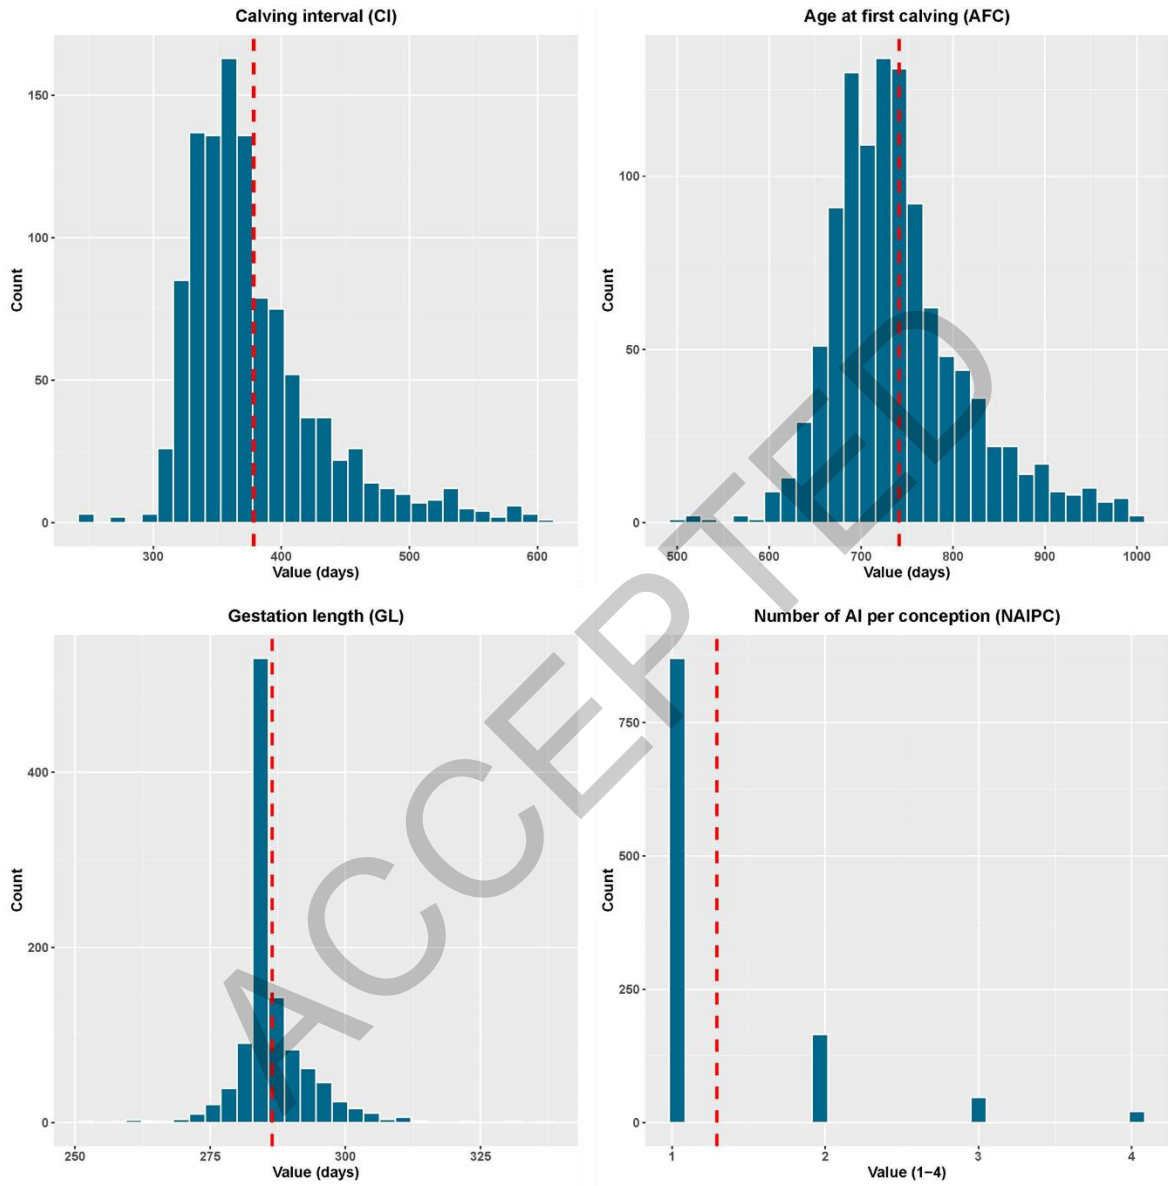 Calving interval (CI)
150
100
50
0
Count
300 400 500 600
Value (days)
Age at first calving (AFC)
100
50
0
Count
500 600 700 800 900 1000
Value (days)
Gestation length (GL)
400
200
0
Count
250 275 300 325
Value (days)
Number of AI per conception (NAIPC)
750
500
250
0
Count
1 2 3 4
Value (1−4)
ACCEPTED